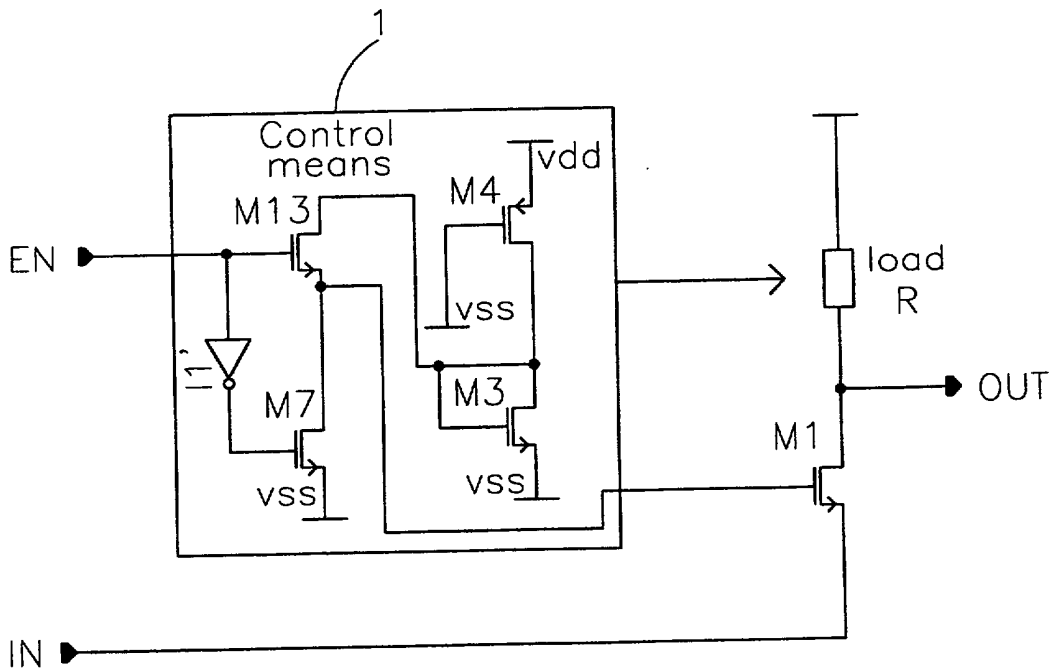 1
Control
means
vdd
M4
M13
EN
load
R
vss
I1'
M3
M7
OUT
M1
vss
vss
IN